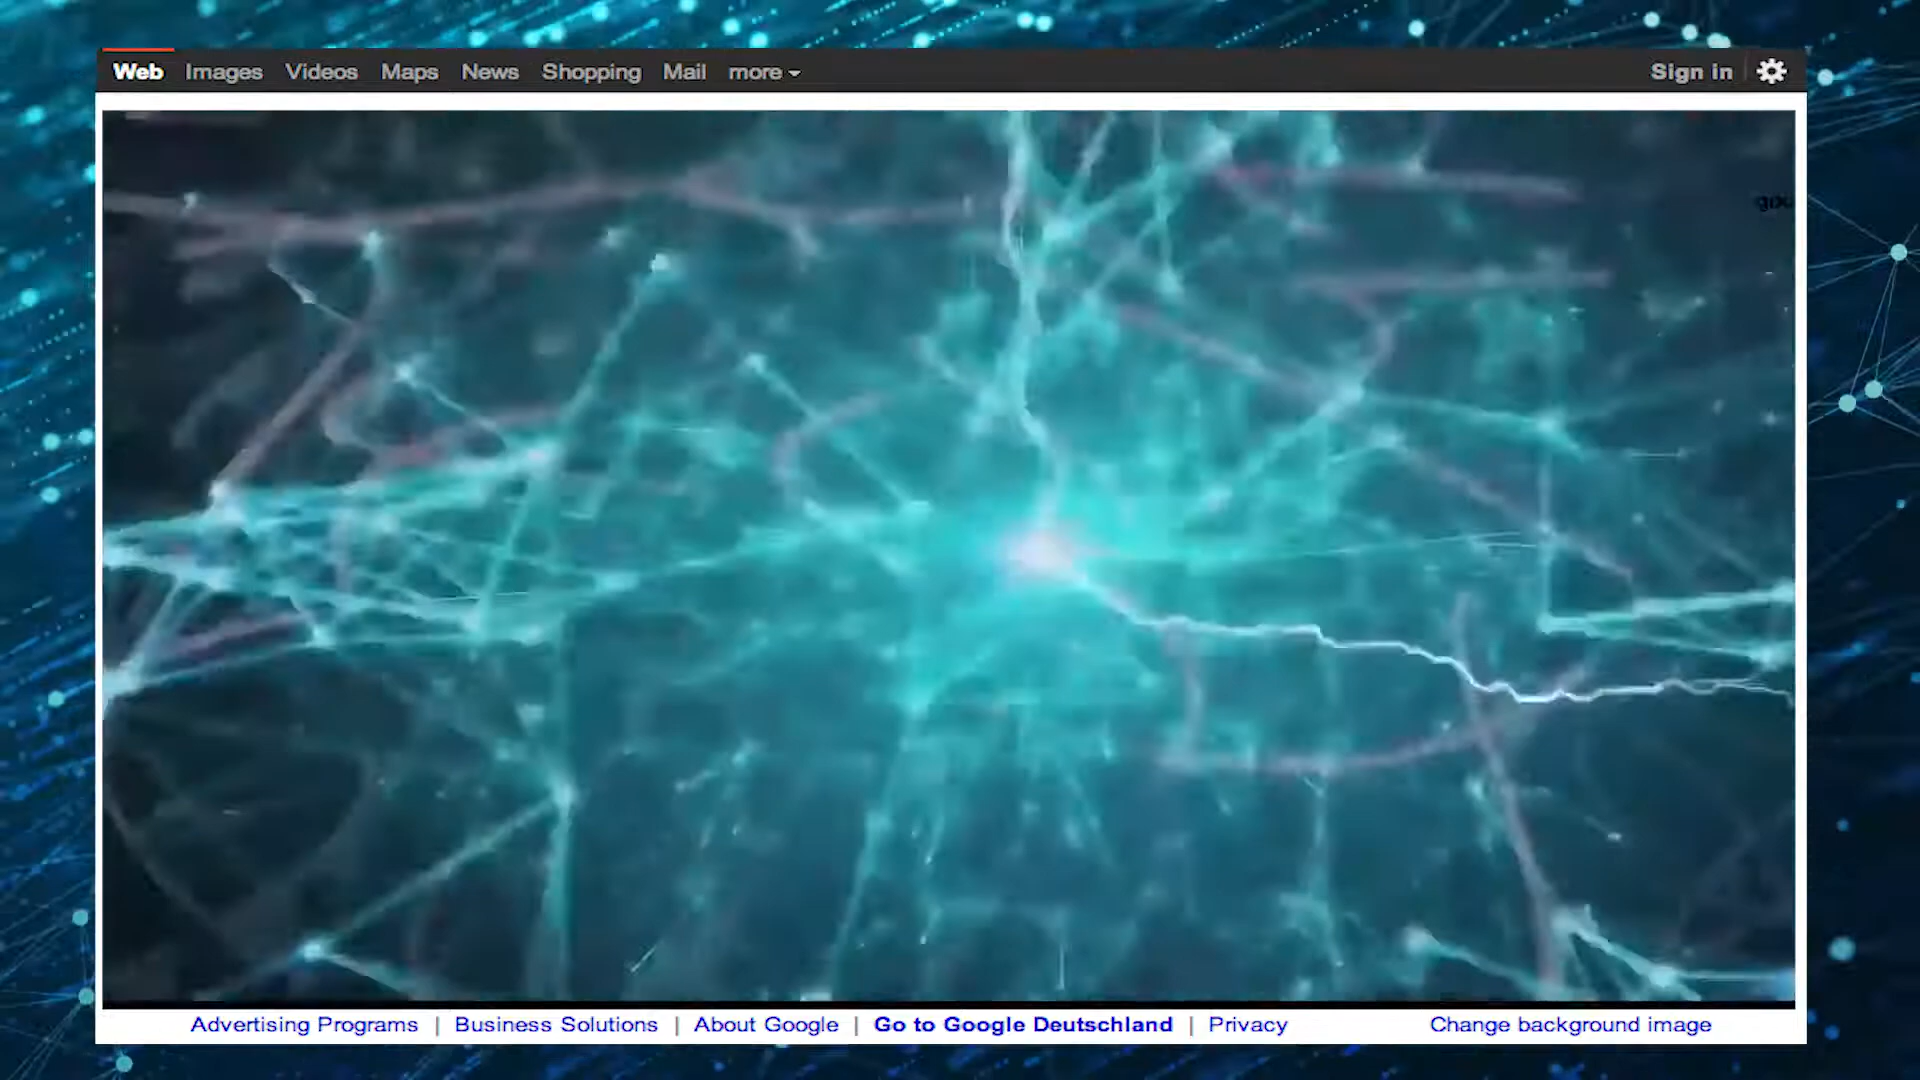 Web Images Videos Maps News Shopping Mail more Sign in
Advertising Programs | Business Solutions | About Google | Go to Google Deutschland | Privacy Change background image